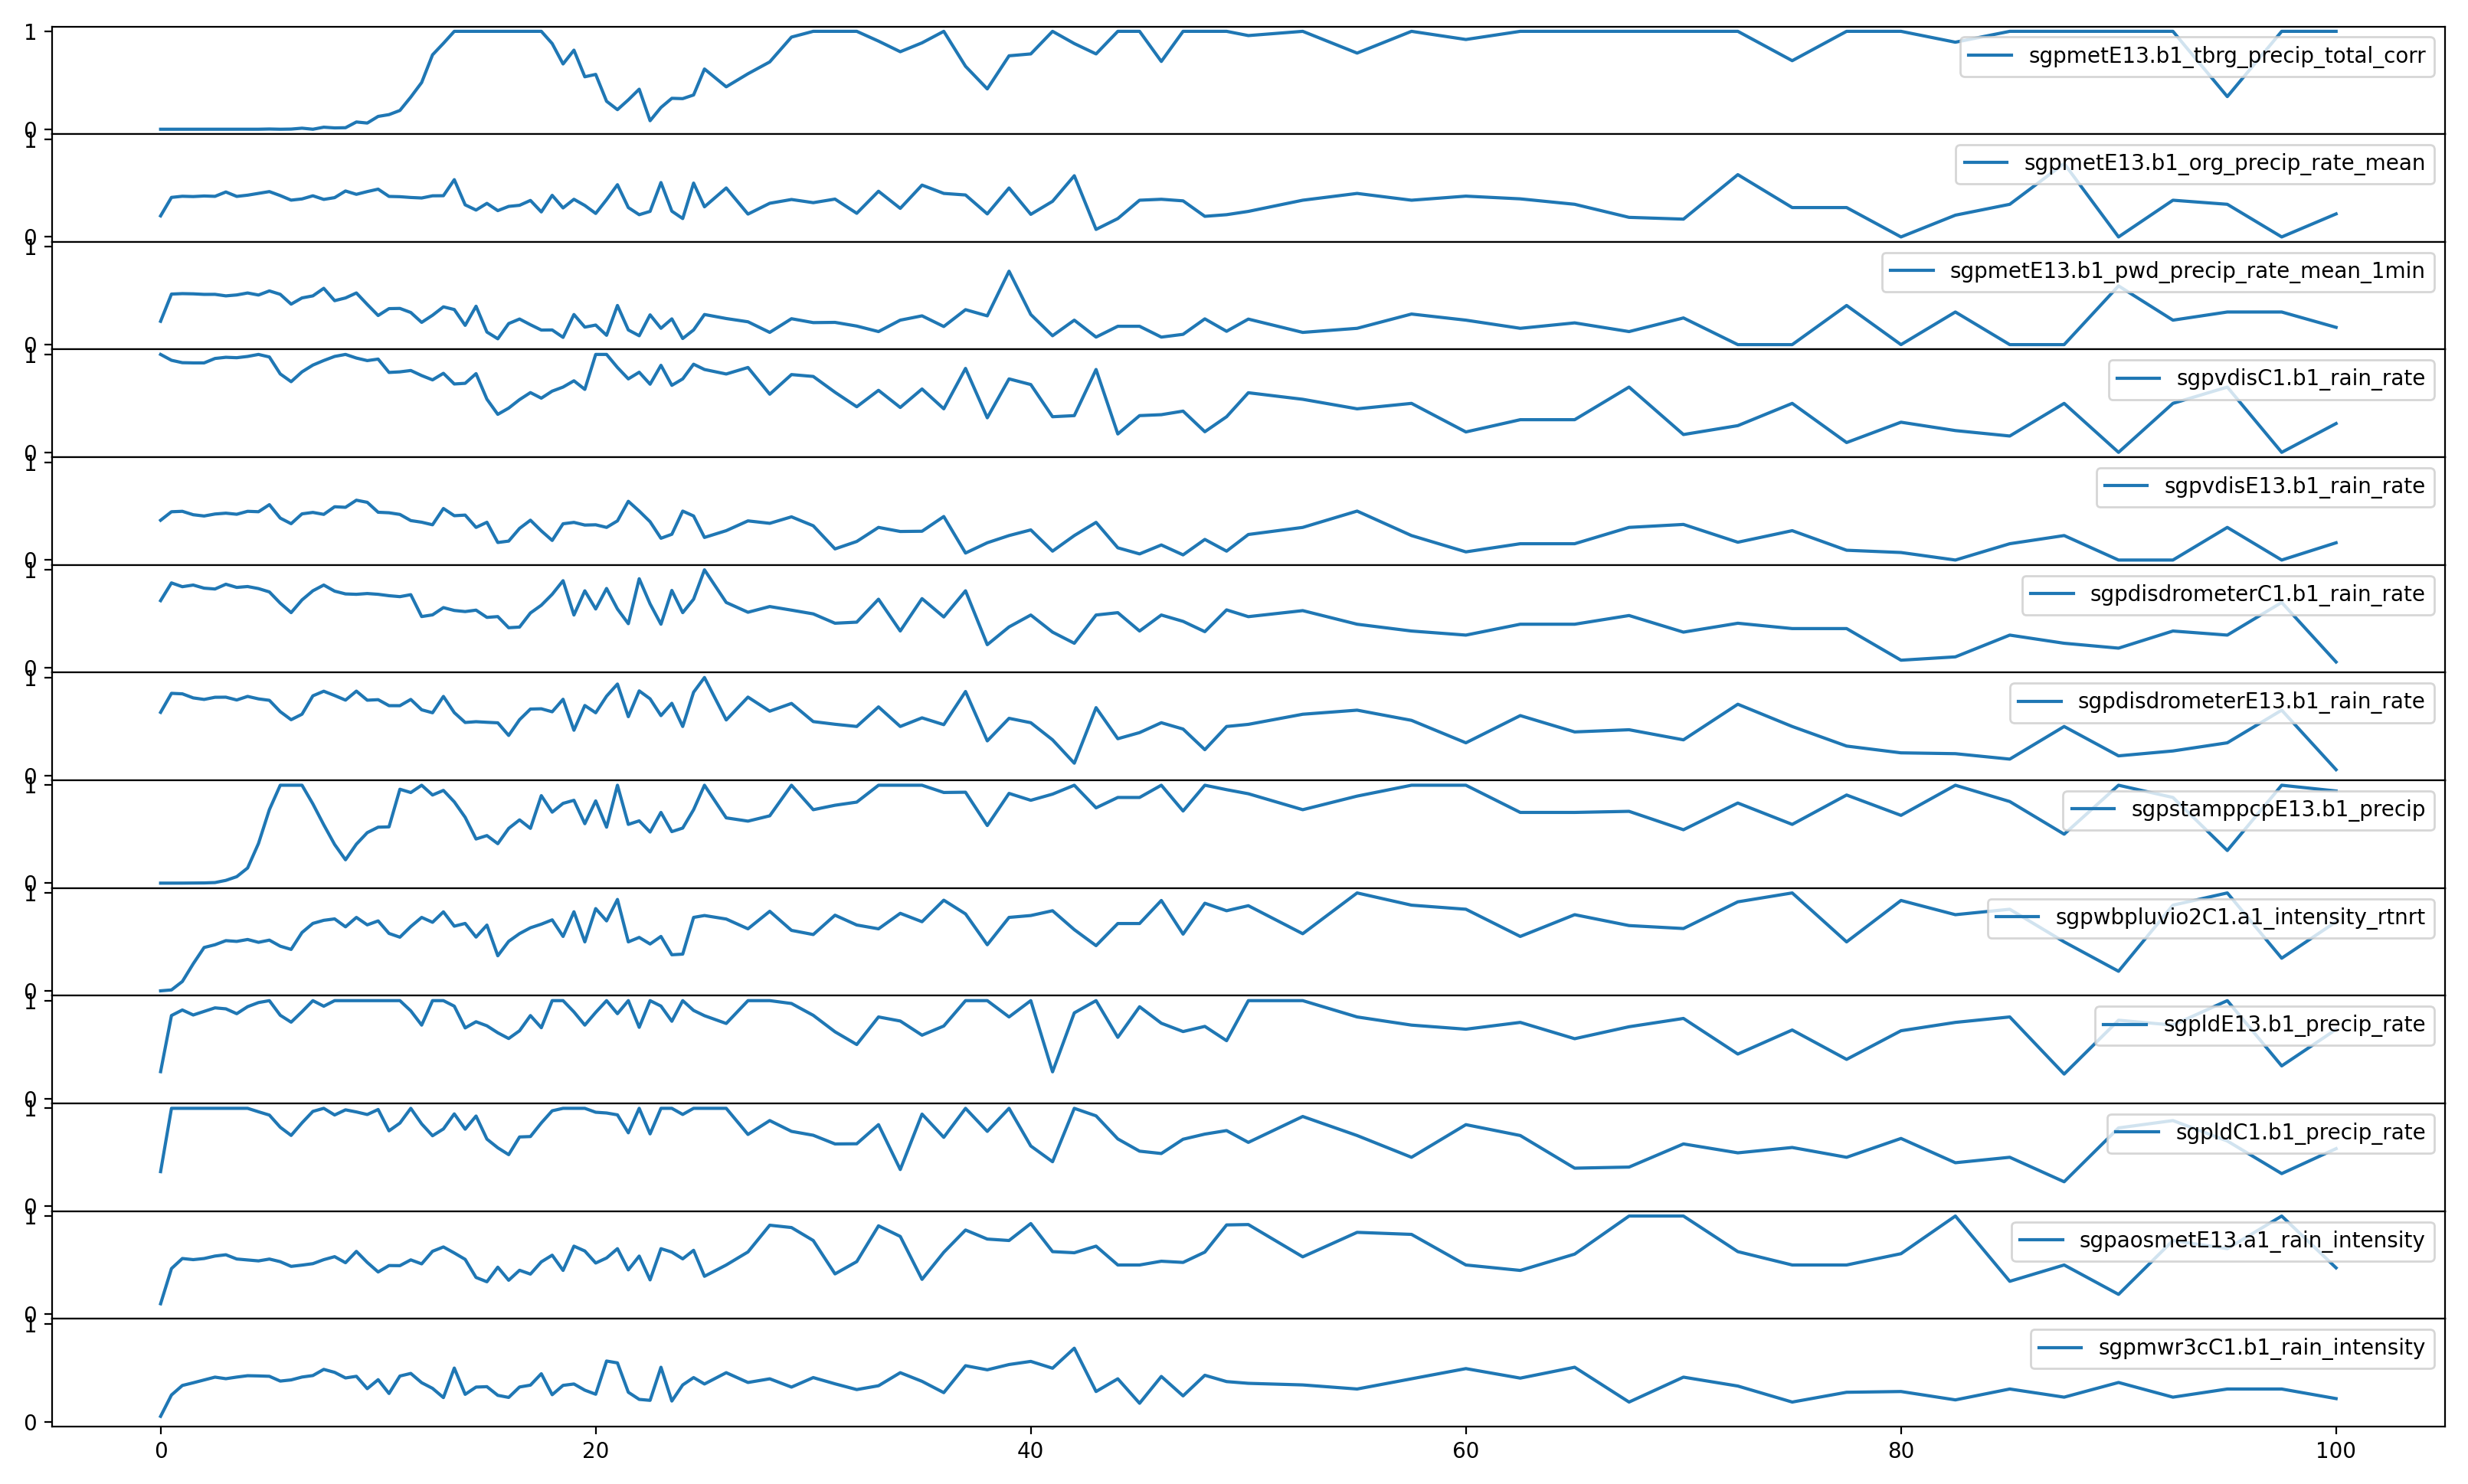 1
sgpmetE13.b1_tbrg_precip_total_corr
0
1
sgpmetE13.b1_org_precip_rate_mean
0
1
sgpmetE13.b1_pwd_precip_rate_mean_1min
0
1
sgpvdisC1.b1_rain_rate
0
1
sgpvdisE13.b1_rain_rate
0
1
sgpdisdrometerC1.b1_rain_rate
0
1
sgpdisdrometerE13.b1_rain_rate
0
1
sgpstamppcpE13.b1_precip
0
1
sgpwbpluvio2C1.a1_intensity_rtnrt
0
1
sgpldE13.b1_precip_rate
0
1
sgpldC1.b1_precip_rate
0
1
sgpaosmetE13.a1_rain_intensity
0
1
sgpmwr3cC1.b1_rain_intensity
0
0 20 40 60 80 100